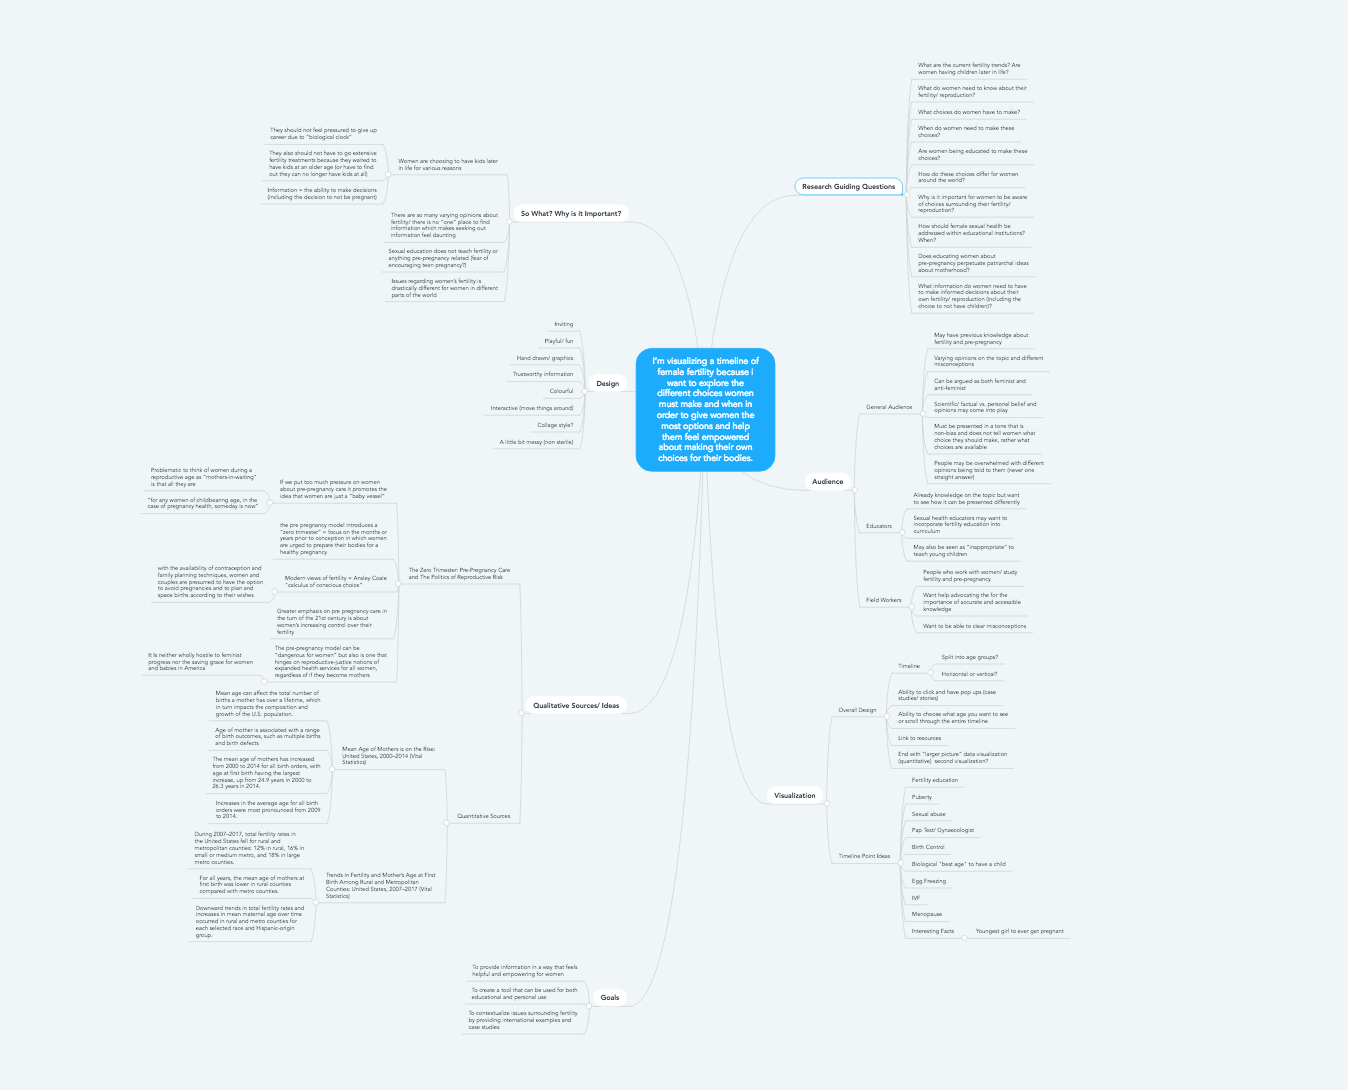 I'm visualizing a timeline of
female fertility because i
want to explore the
different choices women
must make and when in
order to give women the
most options and help
them feel empowered
about making their own
choices for their bodies.
Research Guiding Questions
What are the current fertility trends? Are
women having children later in life?
What do women need to know about their
fertility/ reproduction?
What choices do women have to make?
When do women need to make these
choices?
Are women being educated to make these
choices?
How do these choices differ for women
around the world?
Why is it important for women to be aware
of choices surrounding their fertility/
reproduction?
How should female sexual health be
addressed within educational institutions?
When?
Does educating women about
pre-pregnancy perpetuate patriarchal ideas
about motherhood?
What information do women need to have
to make informed decisions about their
own fertility/ reproduction (including the
choice to not have children)?
Audience
General Audience
May have previous knowledge about
fertility and pre-pregnancy
Varying opinions on the topic and different
misconceptions
Can be argued as both feminist and
anti-feminist
Scientific/ factual vs. personal belief and
opinions may come into play
Must be presented in a tone that is
non-bias and does not tell women what
choice they should make, rather what
choices are available
People may be overwhelmed with different
opinions being told to them (never one
straight answer)
Educators
Already knowledge on the topic but want
to see how it can be presented differently
Sexual health educators may want to
incorporate fertility education into
curriculum
May also be seen as "inappropriate" to
teach young children
Field Workers
People who work with women/ study
fertility and pre-pregnancy
Want help advocating the for the
importance of accurate and accessible
knowledge
Want to be able to clear misconceptions
Visualization
Overall Design
Timeline
Split into age groups?
Horizontal or vertical?
Ability to click and have pop ups (case
studies/ stories)
Ability to choose what age you want to see
or scroll through the entire timeline
Link to resources
End with "larger picture" data visualization
(quantitative) second visualization?
Timeline Point Ideas
Fertility education
Puberty
Sexual abuse
Pap Test/ Gynaecologist
Birth Control
Biological "best age" to have a child
Egg Freezing
IVF
Menopause
Interesting Facts
Youngest girl to ever get pregnant
So What? Why is it Important?
Women are choosing to have kids later
in life for various reasons
They should not feel pressured to give up
career due to "biological clock"
They also should not have to go extensive
fertility treatments because they waited to
have kids at an older age (or have to find
out they can no longer have kids at all)
Information = the ability to make decisions
(including the decision to not be pregnant)
There are so many varying opinions about
fertility/ there is no "one" place to find
information which makes seeking out
information feel daunting
Sexual education does not teach fertility or
anything pre-pregnancy related (fear of
encouraging teen pregnancy?)
Issues regarding women's fertility is
drastically different for women in different
parts of the world
Design
Inviting
Playful/ fun
Hand drawn/ graphics
Trustworthy information
Colourful
Interactive (move things around)
Collage style?
A little bit messy (non sterile)
Qualitative Sources/ Ideas
The Zero Trimester: Pre-Pregnancy Care
and The Politics of Reproductive Risk
If we put too much pressure on women
about pre-pregnancy care it promotes the
idea that women are just a "baby vessel"
Problematic to think of women during a
reproductive age as "mothers-in-waiting"
is that all they are
"for any women of childbearing age, in the
case of pregnancy health, someday is now"
the pre pregnancy model introduces a
"zero trimester" = focus on the months or
years prior to conception in which women
are urged to prepare their bodies for a
healthy pregnancy
Modern views of fertility = Ansley Coale
"calculus of conscious choice"
with the availability of contraception and
family planning techniques, women and
couples are presumed to have the option
to avoid pregnancies and to plan and
space births according to their wishes
Greater emphasis on pre pregnancy care in
the turn of the 21st century is about
women's increasing control over their
fertility
The pre-pregnancy model can be
"dangerous for women" but also is one that
hinges on reproductive-justice notions of
expanded health services for all women,
regardless of if they become mothers
It Is neither wholly hostile to feminist
progress nor the saving grace for women
and babies in America
Quantitative Sources
Mean Age of Mothers is on the Rise:
United States, 2000–2014 (Vital
Statistics)
Mean age can affect the total number of
births a mother has over a lifetime, which
in turn impacts the composition and
growth of the U.S. population.
Age of mother is associated with a range
of birth outcomes, such as multiple births
and birth defects
The mean age of mothers has increased
from 2000 to 2014 for all birth orders, with
age at first birth having the largest
increase, up from 24.9 years in 2000 to
26.3 years in 2014.
Increases in the average age for all birth
orders were most pronounced from 2009
to 2014.
Trends in Fertility and Mother's Age at First
Birth Among Rural and Metropolitan
Counties: United States, 2007–2017 (Vital
Statistics)
During 2007–2017, total fertility rates in
the United States fell for rural and
metropolitan counties: 12% in rural, 16% in
small or medium metro, and 18% in large
metro counties.
For all years, the mean age of mothers at
first birth was lower in rural counties
compared with metro counties.
Downward trends in total fertility rates and
increases in mean maternal age over time
occurred in rural and metro counties for
each selected race and Hispanic-origin
group.
Goals
To provide information in a way that feels
helpful and empowering for women
To create a tool that can be used for both
educational and personal use
To contextualize issues surrounding fertility
by providing international examples and
case studies